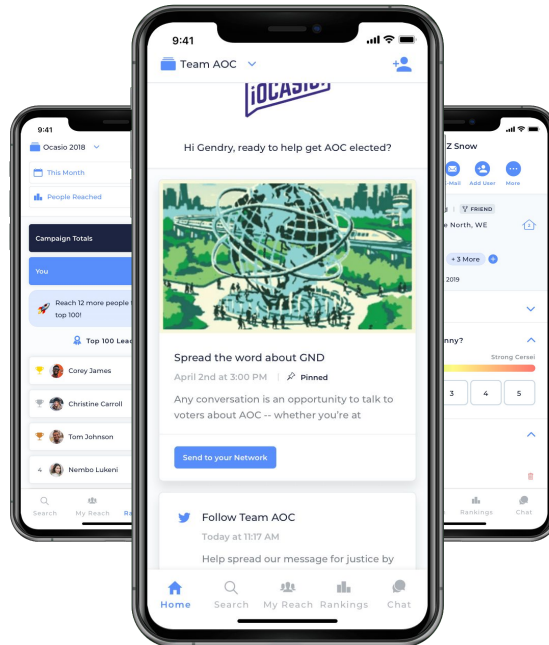 9:41
Team AOC
¡OCASIO!
Hi Gendry, ready to help get AOC elected?
Spread the word about GND
April 2nd at 3:00 PM
Pinned
Any conversation is an opportunity to talk to
voters about AOC -- whether you're at
Send to your Network
Follow Team AOC
Today at 11:17 AM
Help spread our message for justice by
Home
Search
My Reach
Rankings
Chat
9:41
Ocasio 2018
This Month
People Reached
Campaign Totals
You
Reach 12 more people
top 100!
Top 100
Corey James
Christine Carroll
Tom Johnson
4 Nembo Lukeni
Search
My Reach
Z Snow
Add User
More
FRIEND
North, WE
2
+ 3 More
2019
Strong Cersei
3
4
5
Rankings
Chat